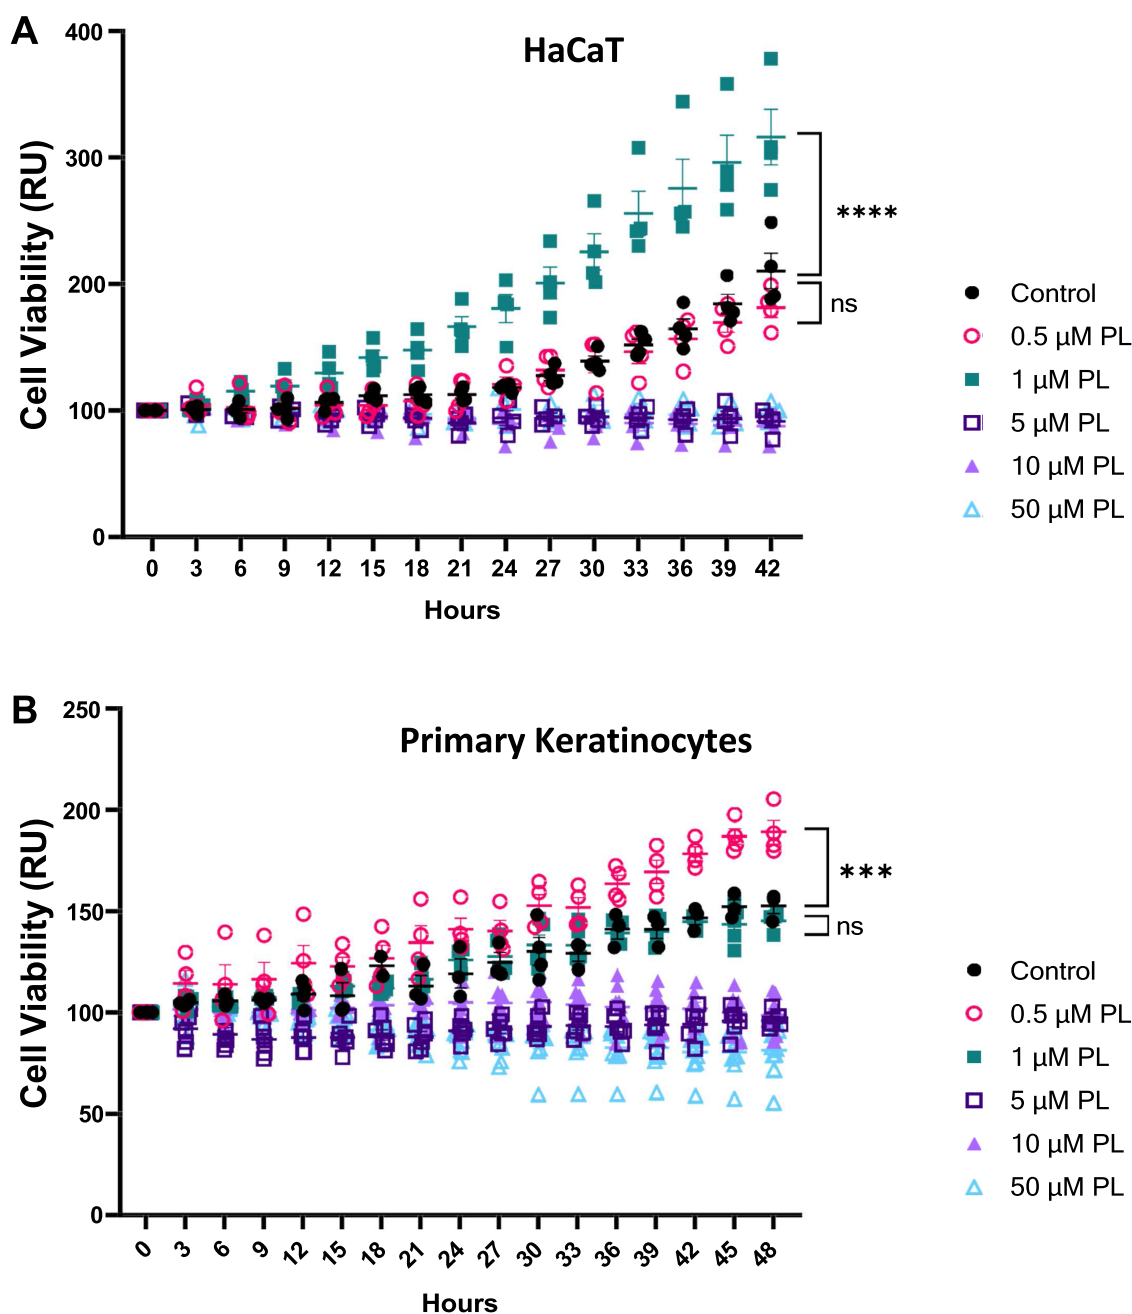 A
HaCaT
Cell Viability (RU)
400
300
200
100
0
0 3 6 9 12 15 18 21 24 27 30 33 36 39 42
Hours
****
ns
Control
0.5 µM PL
1 µM PL
5 µM PL
10 µM PL
50 µM PL
B
Primary Keratinocytes
Cell Viability (RU)
250
200
150
100
50
0
0 3 6 9 12 15 18 21 24 27 30 33 36 39 42 45 48
Hours
***
ns
Control
0.5 µM PL
1 µM PL
5 µM PL
10 µM PL
50 µM PL